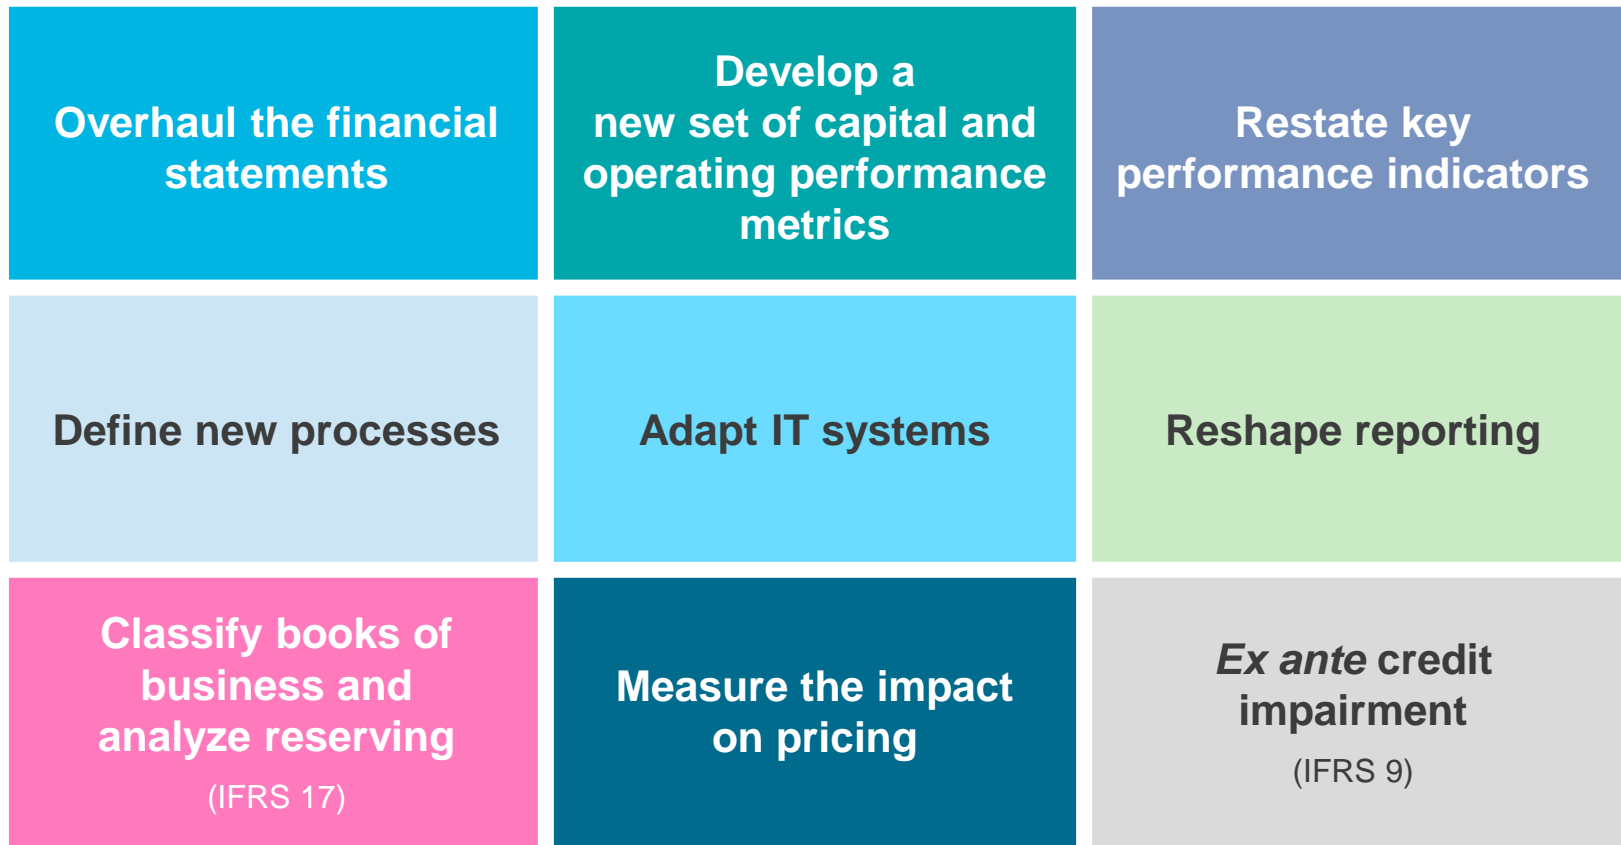 Overhaul the financial
statements
Develop a
new set of capital and
operating performance
metrics
Restate key
performance indicators
Define new processes
Adapt IT systems
Reshape reporting
Classify books of
business and
analyze reserving
(IFRS 17)
Measure the impact
on pricing
Ex ante credit
impairment
(IFRS 9)